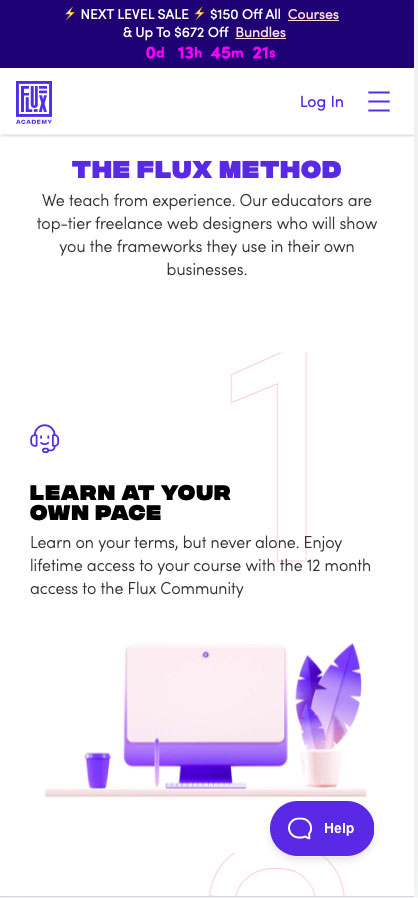 ⚡ NEXT LEVEL SALE ⚡ $150 Off All Courses
& Up To $672 Off Bundles
0d 13h 45m 21s
FLUX
ACADEMY
Log In
THE FLUX METHOD
We teach from experience. Our educators are
top-tier freelance web designers who will show
you the frameworks they use in their own
businesses.
1
LEARN AT YOUR
OWN PACE
Learn on your terms, but never alone. Enjoy
lifetime access to your course with the 12 month
access to the Flux Community
Help